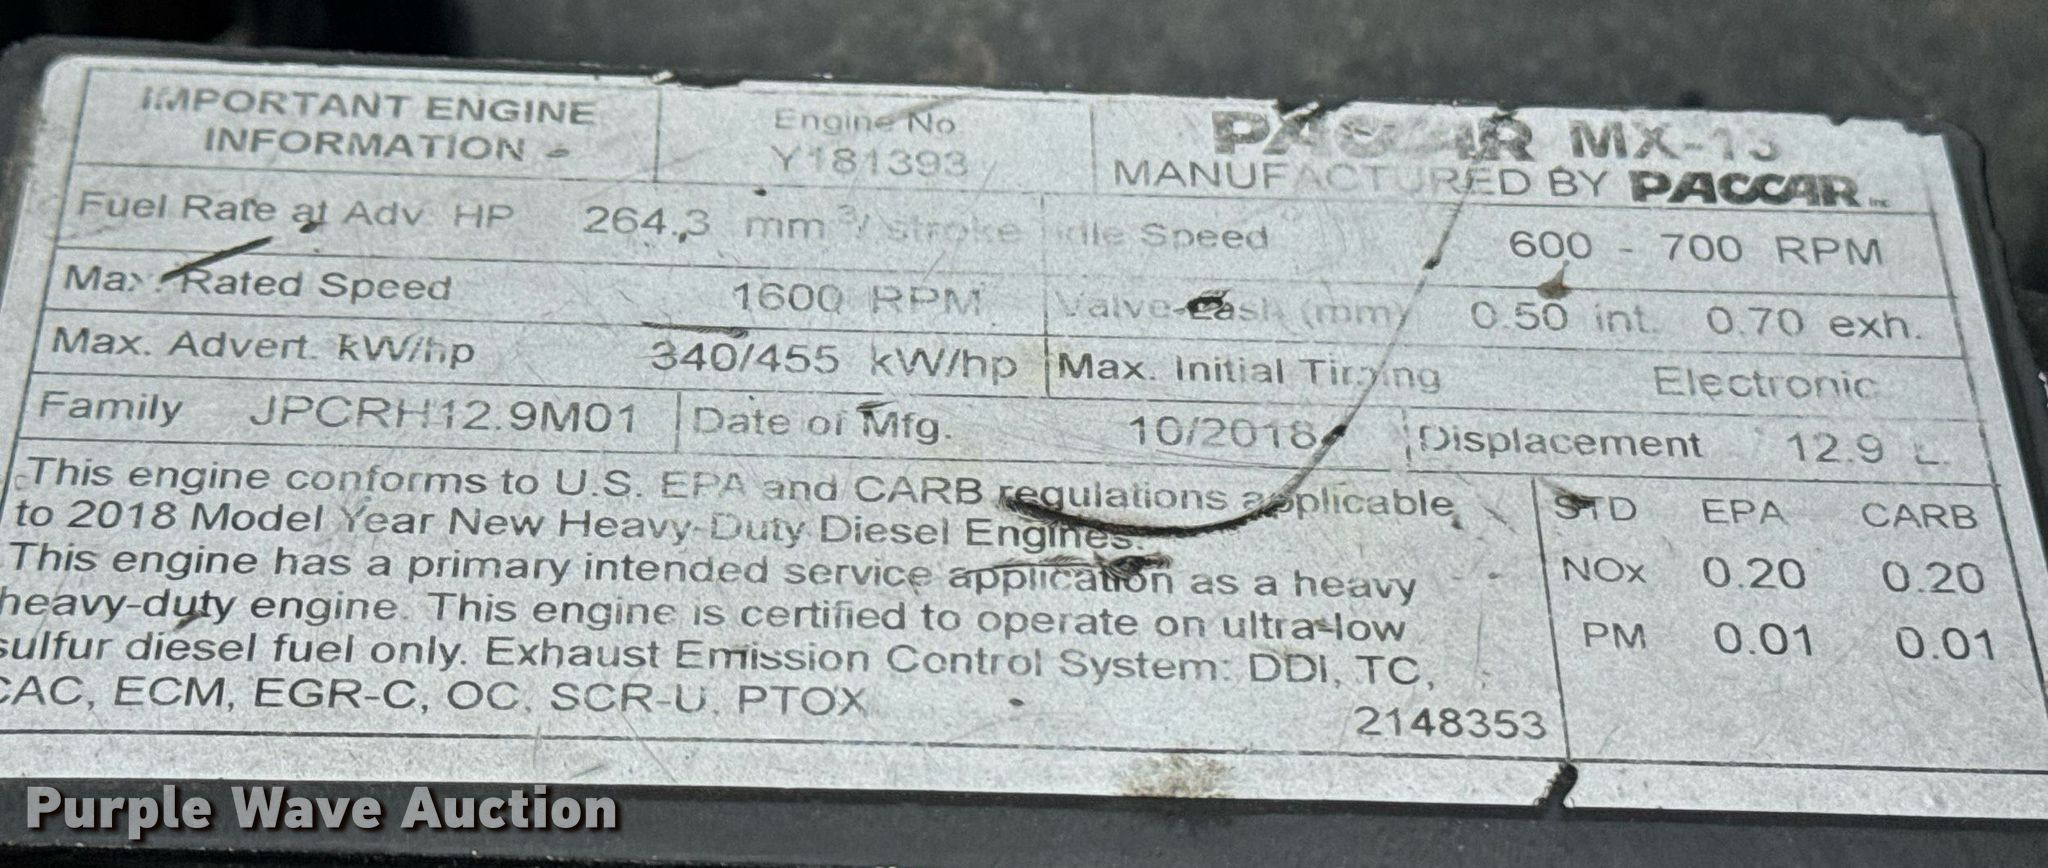 IMPORTANT ENGINE
INFORMATION
Engine No
Y181393
PACCAR MX-13
MANUFACTURED BY PACCAR Inc
Fuel Rate at Adv HP 264.3 mm³/ stroke
Idle Speed 600 - 700 RPM
Max. Rated Speed 1600 RPM
Valve-Lash (mm) 0.50 int. 0.70 exh.
Max. Advert. kW/hp 340/455 kW/hp
Max. Initial Timing Electronic
Family JPCRH12.9M01
Date of Mfg. 10/2018
Displacement 12.9 L.
This engine conforms to U.S. EPA and CARB regulations applicable
to 2018 Model Year New Heavy-Duty Diesel Engines.
This engine has a primary intended service application as a heavy
heavy-duty engine. This engine is certified to operate on ultra-low
sulfur diesel fuel only. Exhaust Emission Control System: DDI, TC,
CAC, ECM, EGR-C, OC, SCR-U, PTOX
2148353
STD EPA CARB
NOx 0.20 0.20
PM 0.01 0.01
Purple Wave Auction